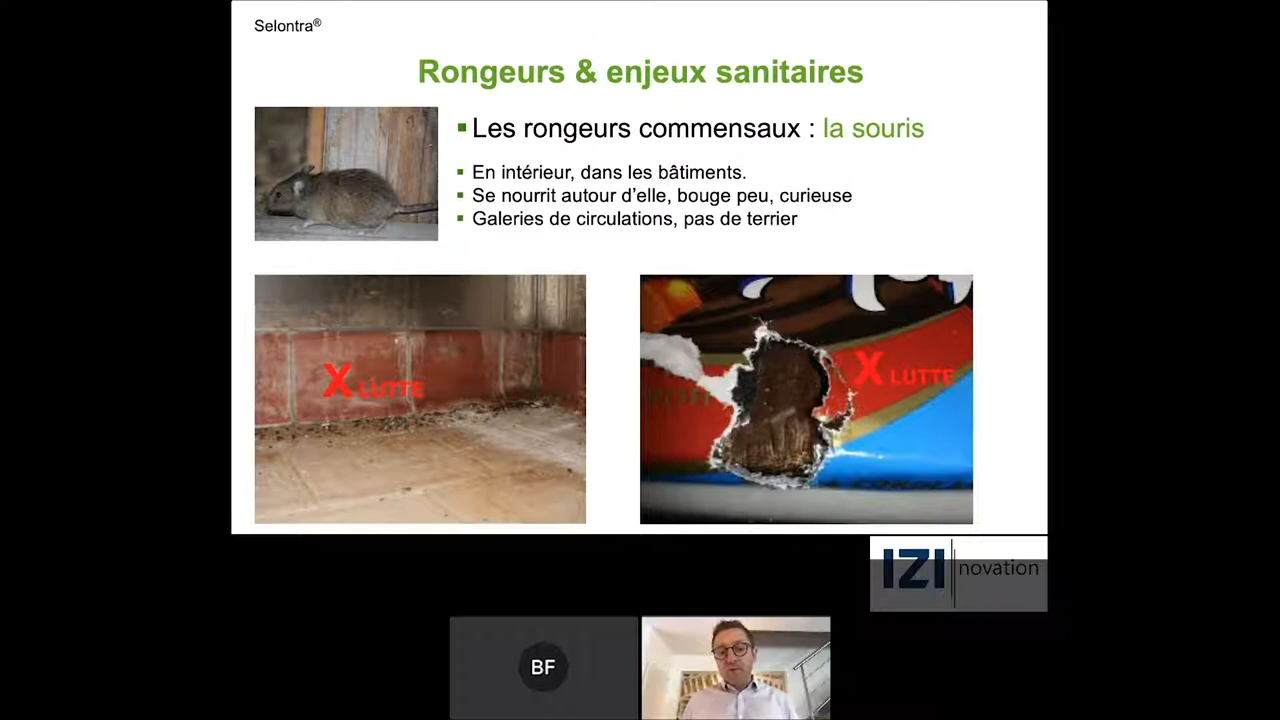 Selontra®
Rongeurs & enjeux sanitaires
Les rongeurs commensaux : la souris
En intérieur, dans les bâtiments.
Se nourrit autour d’elle, bouge peu, curieuse
Galeries de circulations, pas de terrier
X LUTTE
X LUTTE
IZI novation
BF